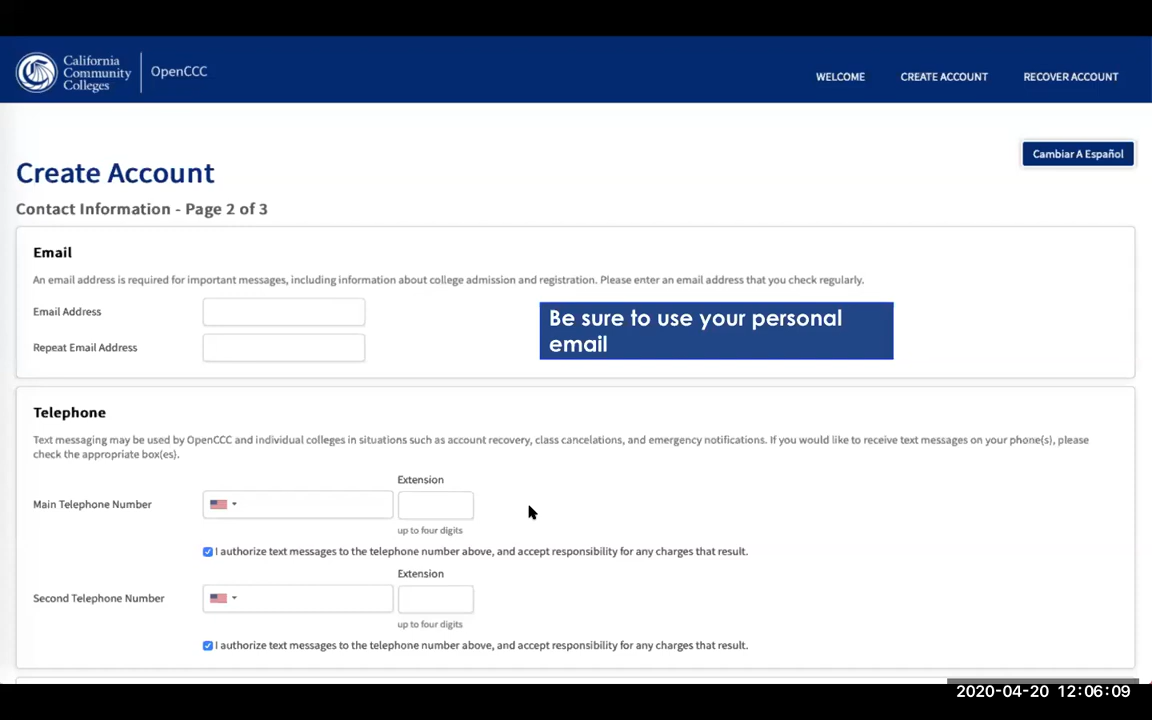 California
Community
Colleges
OpenCCC
WELCOME
CREATE ACCOUNT
RECOVER ACCOUNT
Cambiar A Español
Create Account
Contact Information - Page 2 of 3
Email
An email address is required for important messages, including information about college admission and registration. Please enter an email address that you check regularly.
Email Address
Be sure to use your personal
email
Repeat Email Address
Telephone
Text messaging may be used by OpenCCC and individual colleges in situations such as account recovery, class cancelations, and emergency notifications. If you would like to receive text messages on your phone(s), please
check the appropriate box(es).
Extension
Main Telephone Number
up to four digits
I authorize text messages to the telephone number above, and accept responsibility for any charges that result.
Extension
Second Telephone Number
up to four digits
I authorize text messages to the telephone number above, and accept responsibility for any charges that result.
2020-04-20 12:06:09